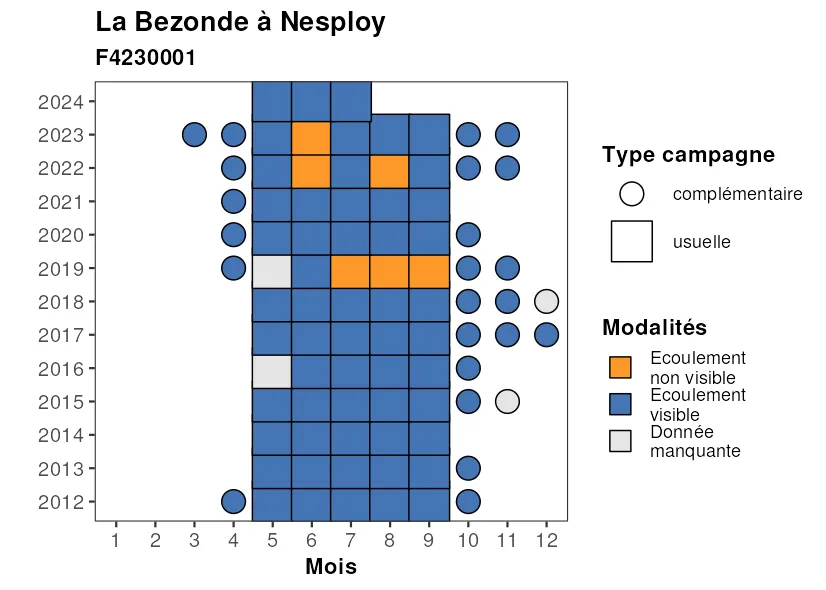 La Bezonde à Nesploy
F4230001
2024
2023
2022
2021
2020
2019
2018
2017
2016
2015
2014
2013
2012
1 2 3 4 5 6 7 8 9 10 11 12
Mois
Type campagne
complémentaire
usuelle
Modalités
Ecoulement
non visible
Ecoulement
visible
Donnée
manquante